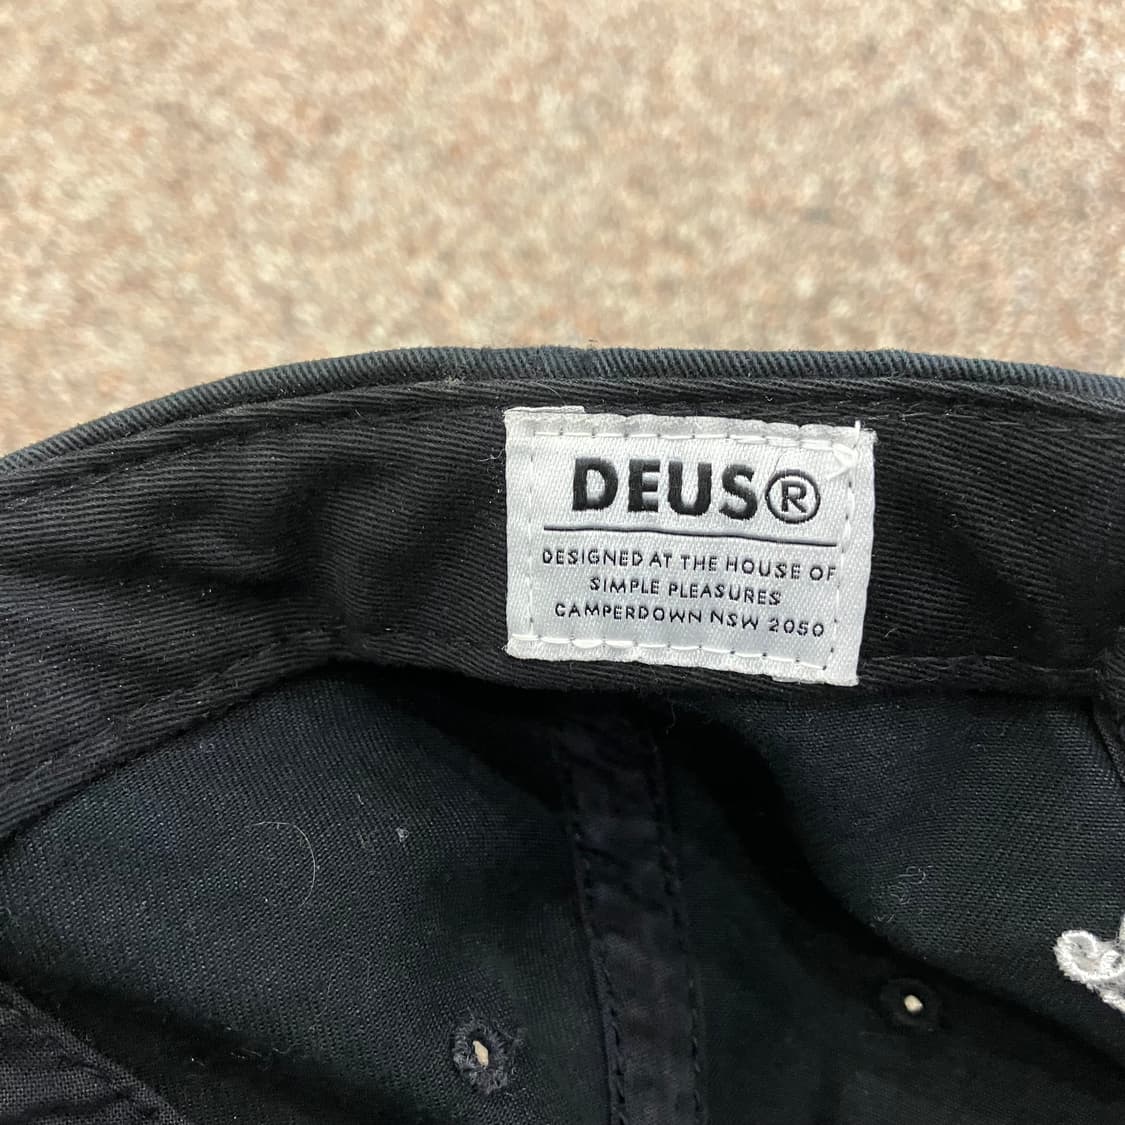 DEUS®
DESIGNED AT THE HOUSE OF
SIMPLE PLEASURES
CAMPERDOWN NSW 2050